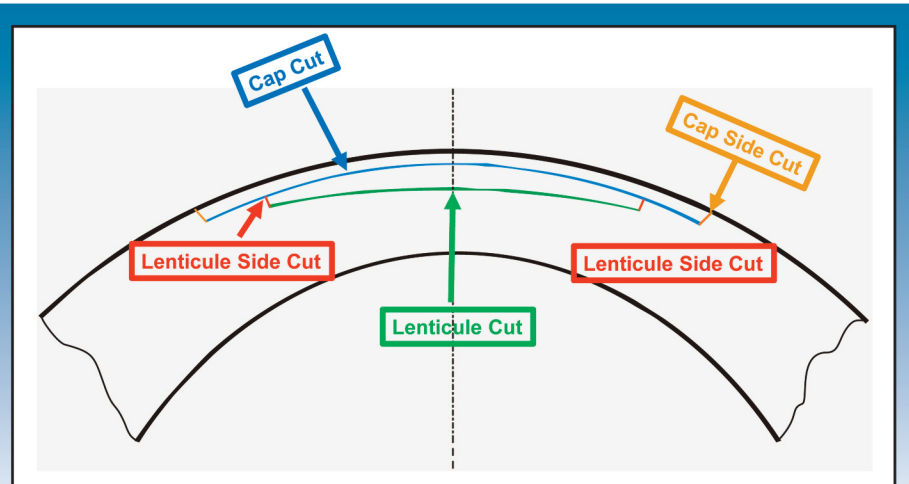 Cap Cut
Cap Side Cut
Lenticule Side Cut
Lenticule Side Cut
Lenticule Cut